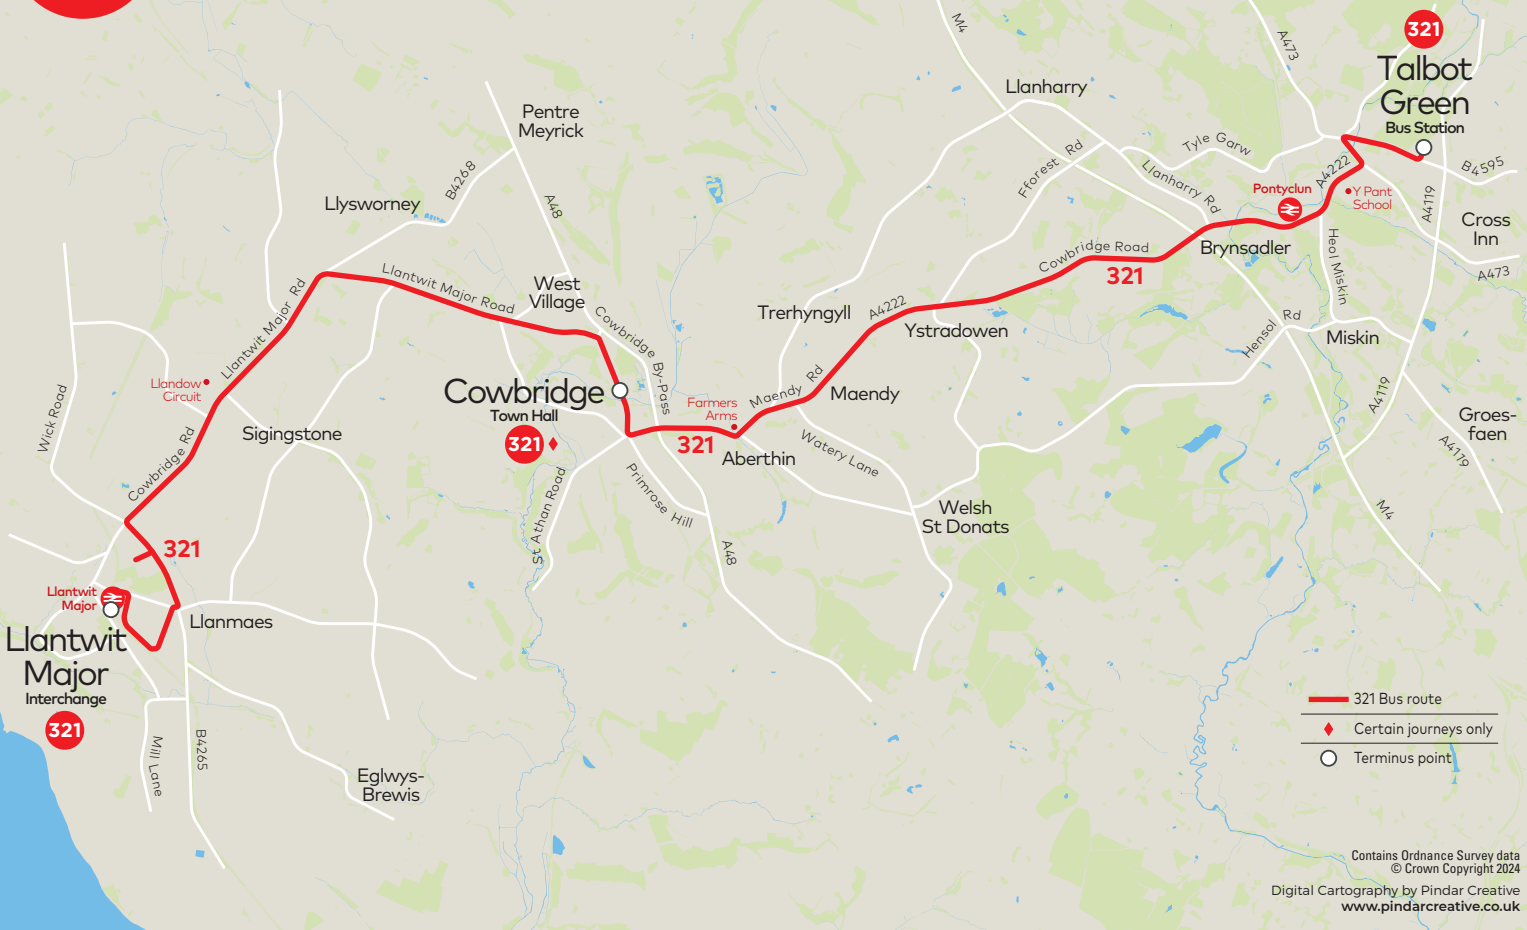 M4
A473
321
Talbot
Green
Bus Station
Llanharry
Pentre
Meyrick
Tyle Garw
Fforest Rd
Llanharry Rd
A4222
B4595
B4268
Pontyclun
Y Pant
School
A4119
Llysworney
A48
Cross
Inn
Brynsadler
Heol Miskin
Cowbridge Road
321
A473
Llantwit Major Road
West
Village
Llantwit Major Rd
Cowbridge By-Pass
Trerhyngyll
A4222
Ystradowen
Hensol Rd
Miskin
Llandow
Circuit
Cowbridge
Town Hall
321
Farmers
Arms
Maendy Rd
Maendy
A4119
Wick Road
Groes-
faen
Sigingstone
Cowbridge Rd
321
Aberthin
Watery Lane
A4179
St Athan Road
Primrose Hill
Welsh
St Donats
M4
321
A48
Llantwit
Major
Llanmaes
Llantwit
Major
Interchange
321
Mill Lane
B4265
Eglwys-
Brewis
321 Bus route
Certain journeys only
Terminus point
Contains Ordnance Survey data
© Crown Copyright 2024
Digital Cartography by Pindar Creative
www.pindarcreative.co.uk